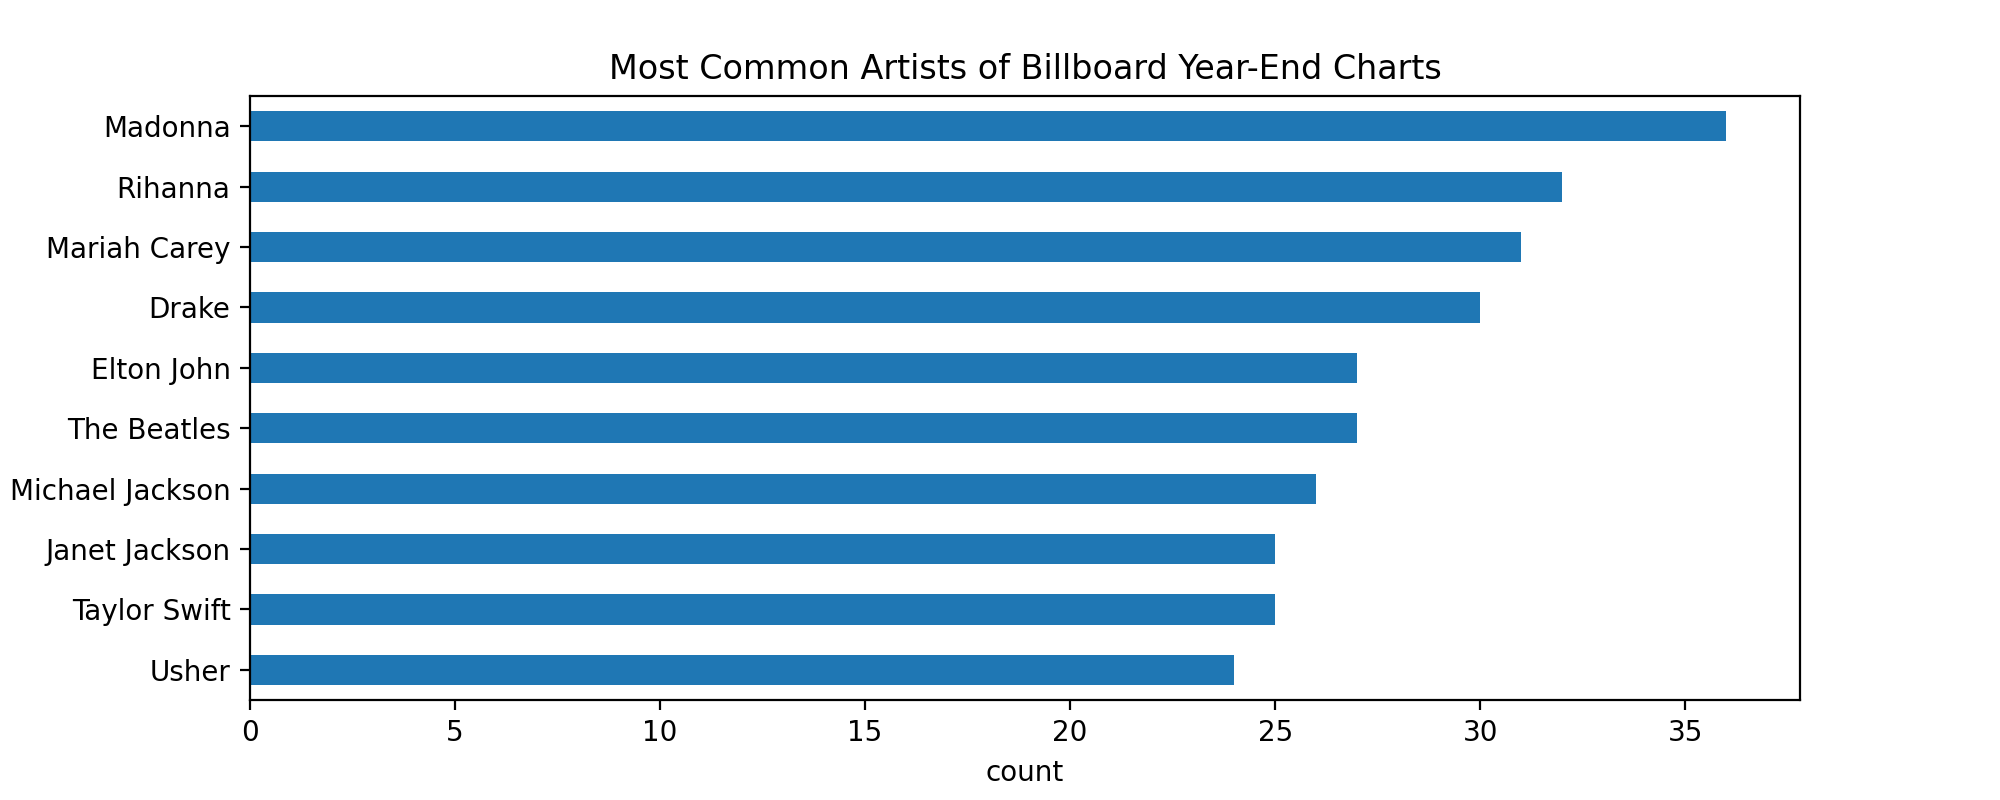 Most Common Artists of Billboard Year-End Charts
Madonna
Rihanna
Mariah Carey
Drake
Elton John
The Beatles
Michael Jackson
Janet Jackson
Taylor Swift
Usher
0 5 10 15 20 25 30 35
count